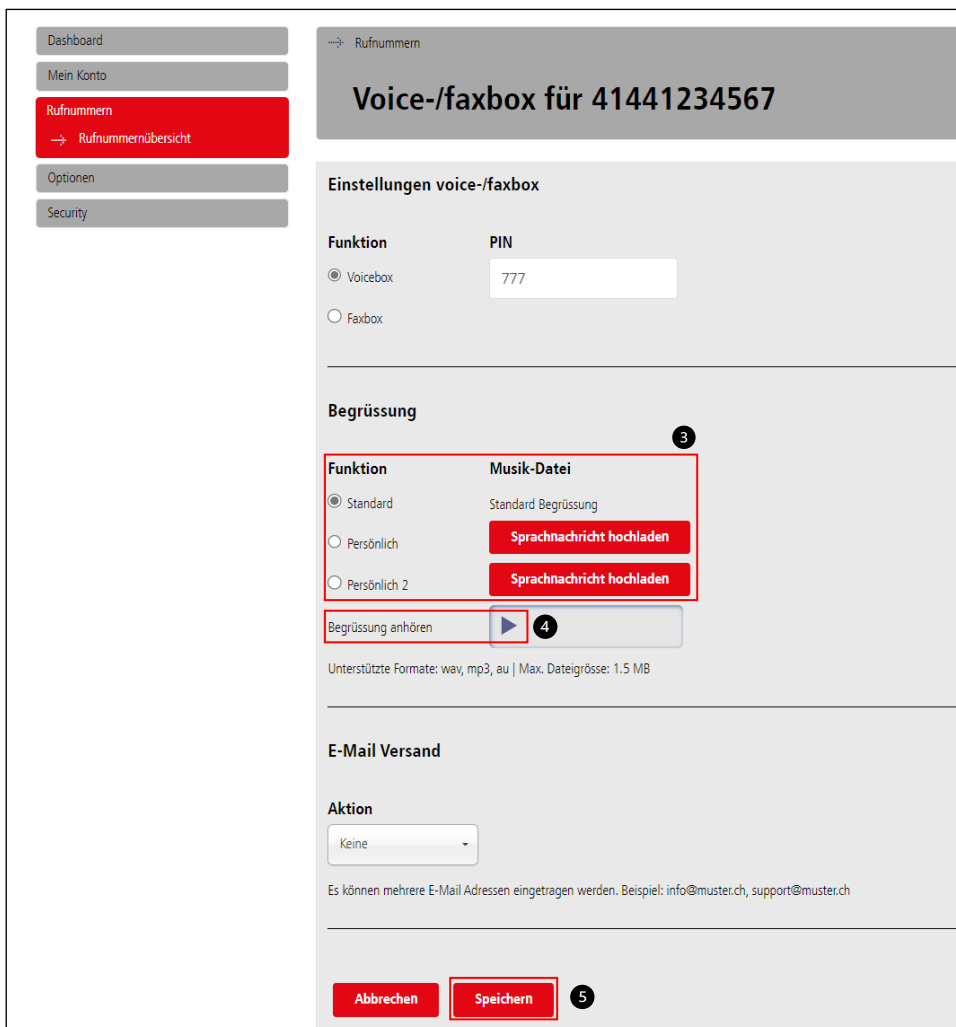 Dashboard
Mein Konto
Rufnummern
Rufnummernübersicht
Optionen
Security
Rufnummern
Voice-/faxbox für 41441234567
Einstellungen voice-/faxbox
Funktion PIN
Voicebox 777
Faxbox
Begrüssung
3
Funktion Musik-Datei
Standard Standard Begrüssung
Persönlich Sprachnachricht hochladen
Persönlich 2 Sprachnachricht hochladen
Begrüssung anhören 4
Unterstützte Formate: wav, mp3, au | Max. Dateigrösse: 1.5 MB
E-Mail Versand
Aktion
Keine
Es können mehrere E-Mail Adressen eingetragen werden. Beispiel: info@muster.ch, support@muster.ch
Abbrechen Speichern 5